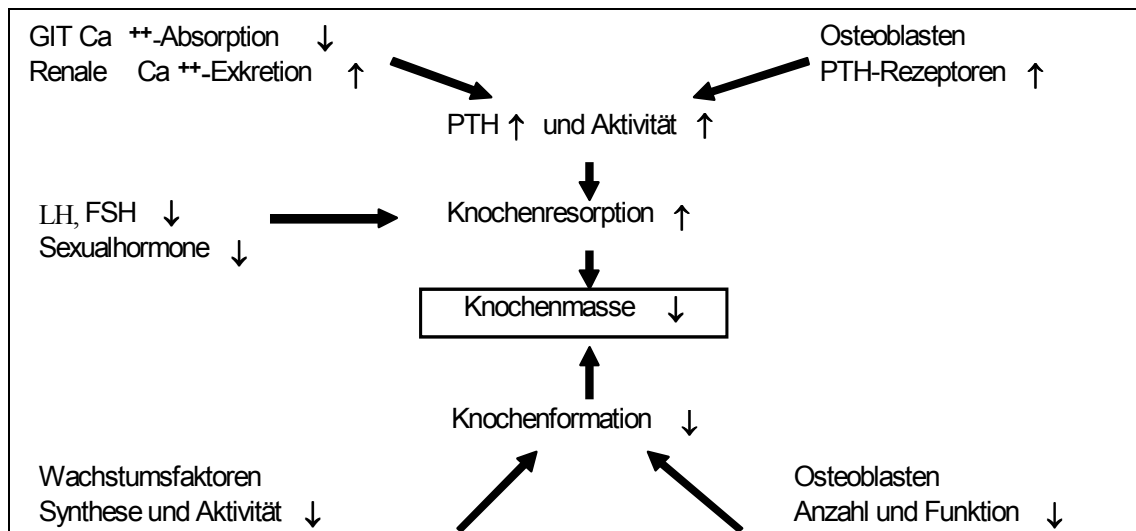 GIT Ca ++-Absorption ↓
Renale Ca ++-Exkretion ↑
Osteoblasten
PTH-Rezeptoren ↑
PTH ↑ und Aktivität ↑
LH, FSH ↓
Sexualhormone ↓
Knochenresorption ↑
Knochenmasse ↓
Knochenformation ↓
Wachstumsfaktoren
Synthese und Aktivität ↓
Osteoblasten
Anzahl und Funktion ↓